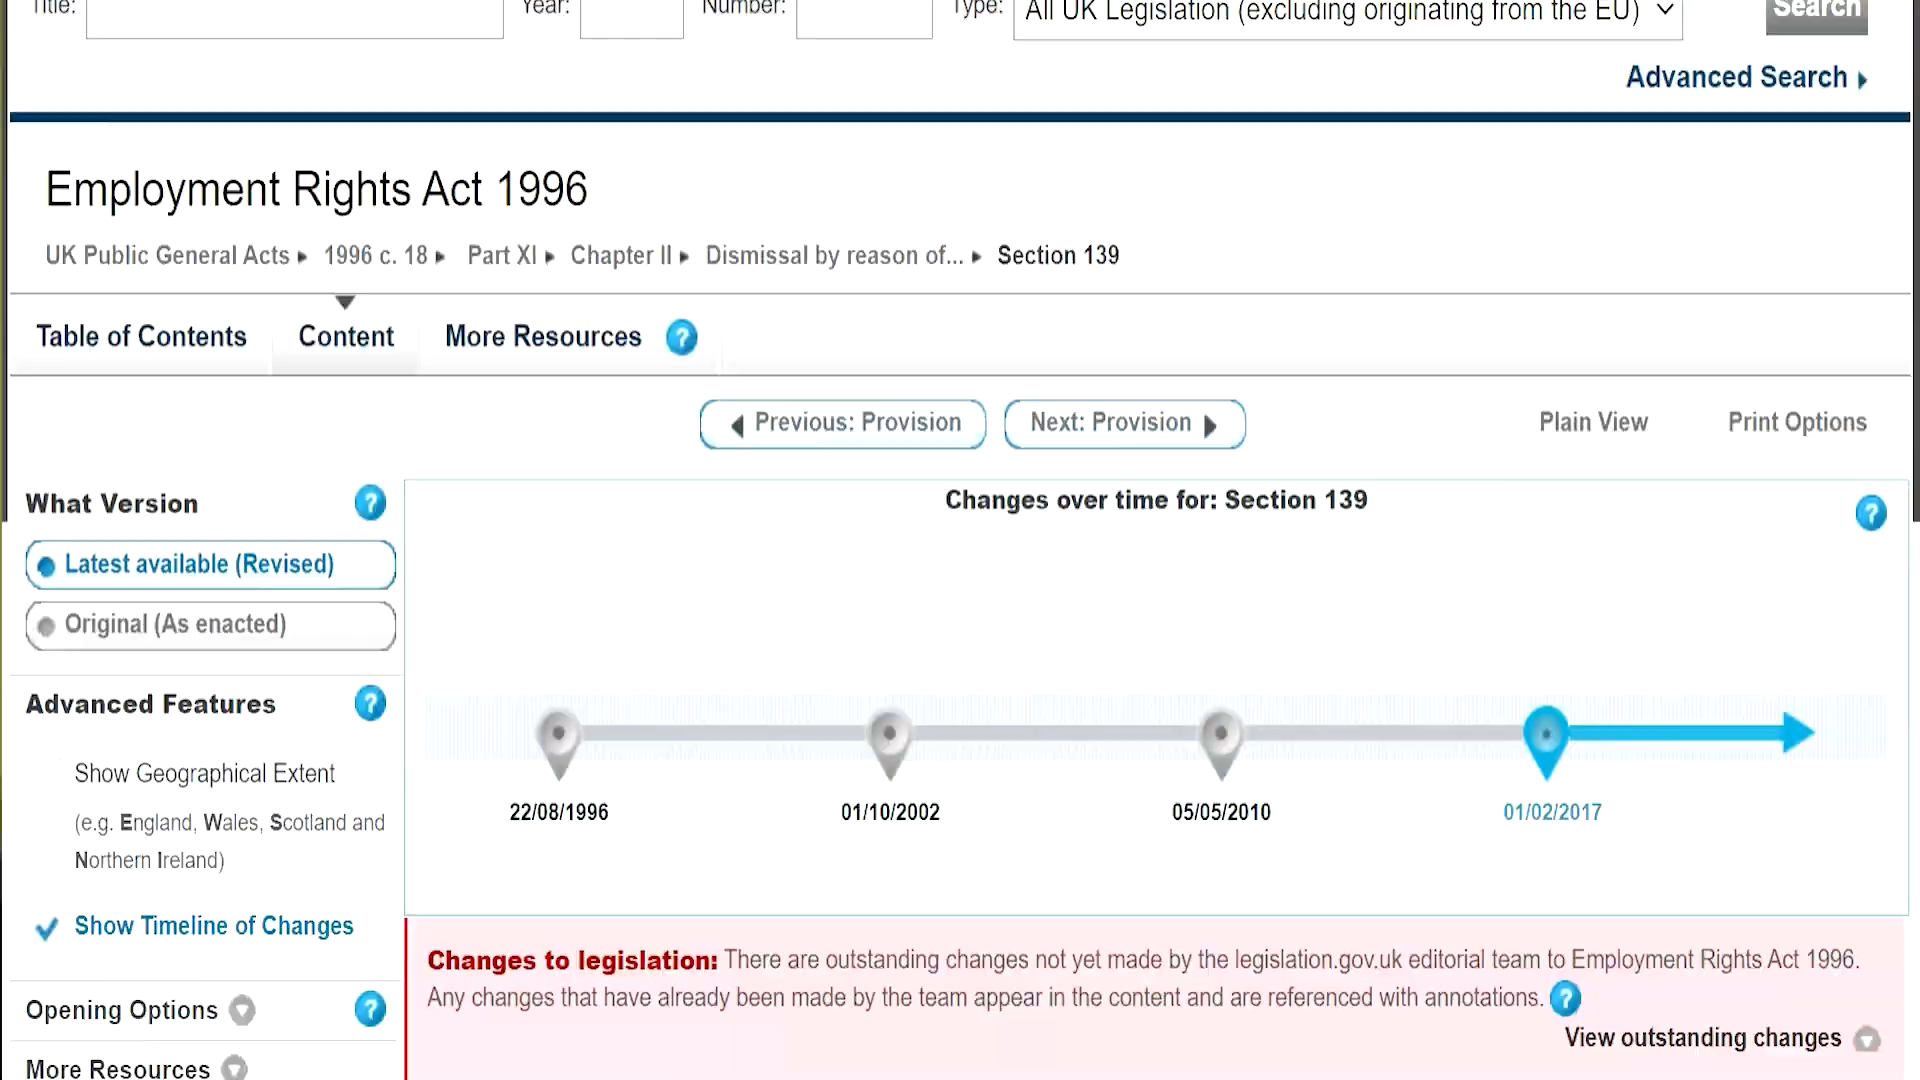 Title: Year: Number: Type: All UK Legislation (excluding originating from the EU) Search
Advanced Search
Employment Rights Act 1996
UK Public General Acts 1996 c. 18 Part XI Chapter II Dismissal by reason of... Section 139
Table of Contents Content More Resources ?
Previous: Provision Next: Provision Plain View Print Options
What Version ?
Latest available (Revised)
Original (As enacted)
Advanced Features ?
Show Geographical Extent
(e.g. England, Wales, Scotland and
Northern Ireland)
Show Timeline of Changes
Opening Options ?
More Resources
Changes over time for: Section 139 ?
22/08/1996 01/10/2002 05/05/2010 01/02/2017
Changes to legislation: There are outstanding changes not yet made by the legislation.gov.uk editorial team to Employment Rights Act 1996.
Any changes that have already been made by the team appear in the content and are referenced with annotations. ?
View outstanding changes